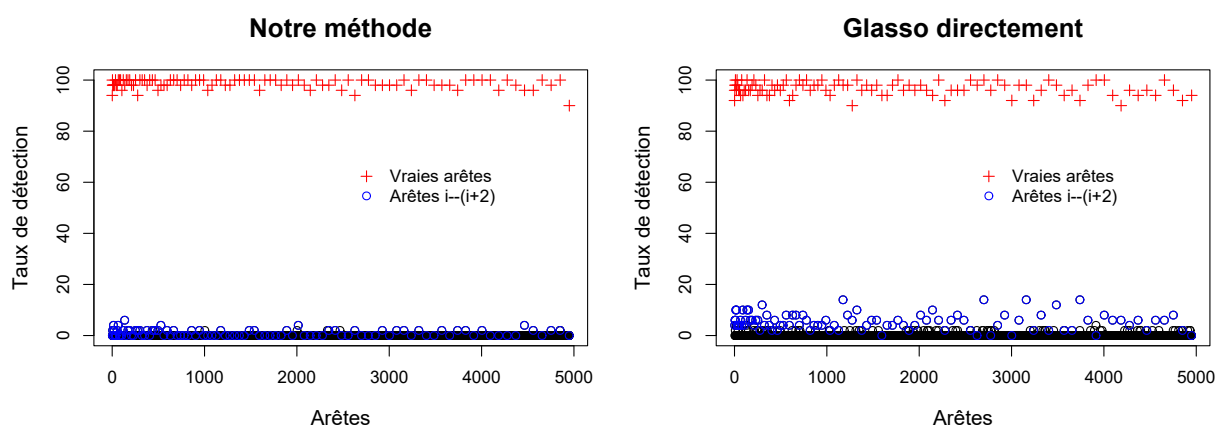 Notre méthode
Taux de détection
100
80
60
40
20
0
Vraies arêtes
Arêtes i--(i+2)
0 1000 2000 3000 4000 5000
Arêtes
Glasso directement
Taux de détection
100
80
60
40
20
0
Vraies arêtes
Arêtes i--(i+2)
0 1000 2000 3000 4000 5000
Arêtes